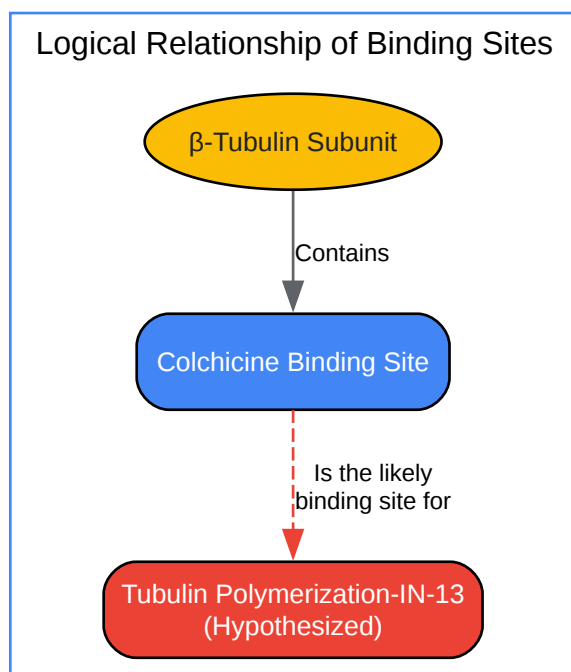 Logical Relationship of Binding Sites
β-Tubulin Subunit
Contains
Colchicine Binding Site
Is the likely
binding site for
Tubulin Polymerization-IN-13
(Hypothesized)